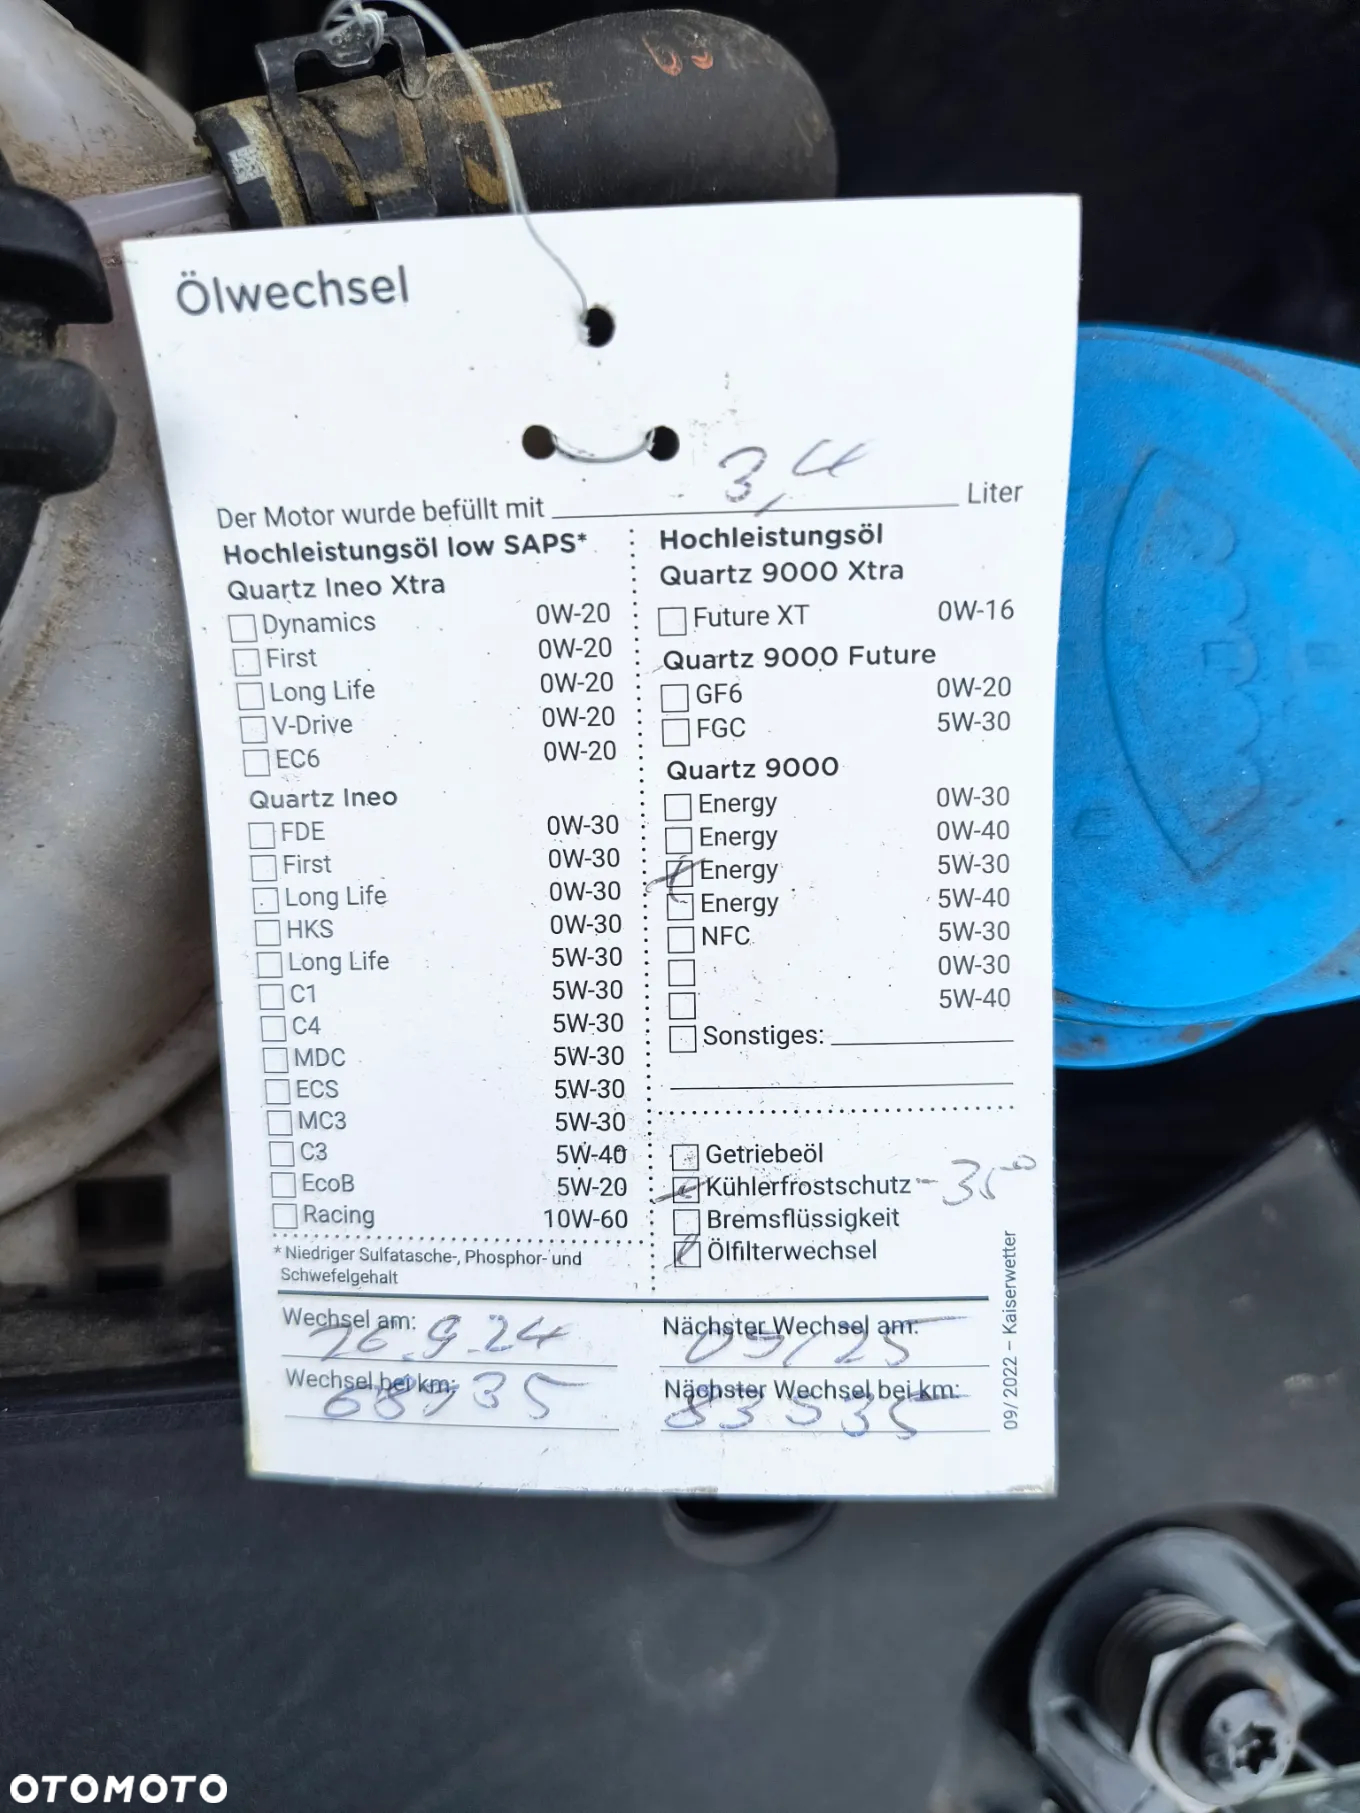 Ölwechsel
Der Motor wurde befüllt mit 3,4 Liter
Hochleistungsöl low SAPS*
Quartz Ineo Xtra
Dynamics 0W-20
First 0W-20
Long Life 0W-20
V-Drive 0W-20
EC6 0W-20
Quartz Ineo
FDE 0W-30
First 0W-30
Long Life 0W-30
HKS 0W-30
Long Life 5W-30
C1 5W-30
C4 5W-30
MDC 5W-30
ECS 5W-30
MC3 5W-30
C3 5W-40
EcoB 5W-20
Racing 10W-60
* Niedriger Sulfatasche-, Phosphor- und
Schwefelgehalt
Hochleistungsöl
Quartz 9000 Xtra
Future XT 0W-16
Quartz 9000 Future
GF6 0W-20
FGC 5W-30
Quartz 9000
Energy 0W-30
Energy 0W-40
Energy 5W-30
Energy 5W-40
NFC 5W-30
0W-30
5W-40
Sonstiges:
Getriebeöl
Kühlerfrostschutz -35°
Bremsflüssigkeit
Ölfilterwechsel
Wechsel am: 26.9.24
Nächster Wechsel am: 09/25
Wechsel bei km:
Nächster Wechsel bei km:
09/2022 – Kaiserwetter
OTOMOTO